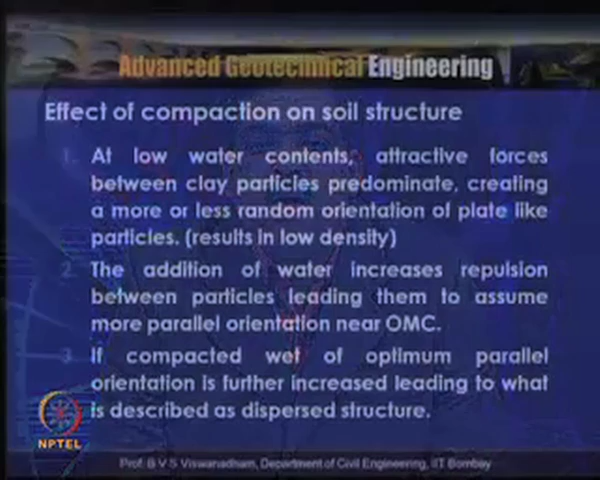 Advanced Geotechnical Engineering
Effect of compaction on soil structure
1. At low water contents, attractive forces
between clay particles predominate, creating
a more or less random orientation of plate like
particles. (results in low density)
2. The addition of water increases repulsion
between particles leading them to assume
more parallel orientation near OMC.
3. If compacted wet of optimum parallel
orientation is further increased leading to what
is described as dispersed structure.
NPTEL
Prof. B V S Viswanadham, Department of Civil Engineering, IIT Bombay